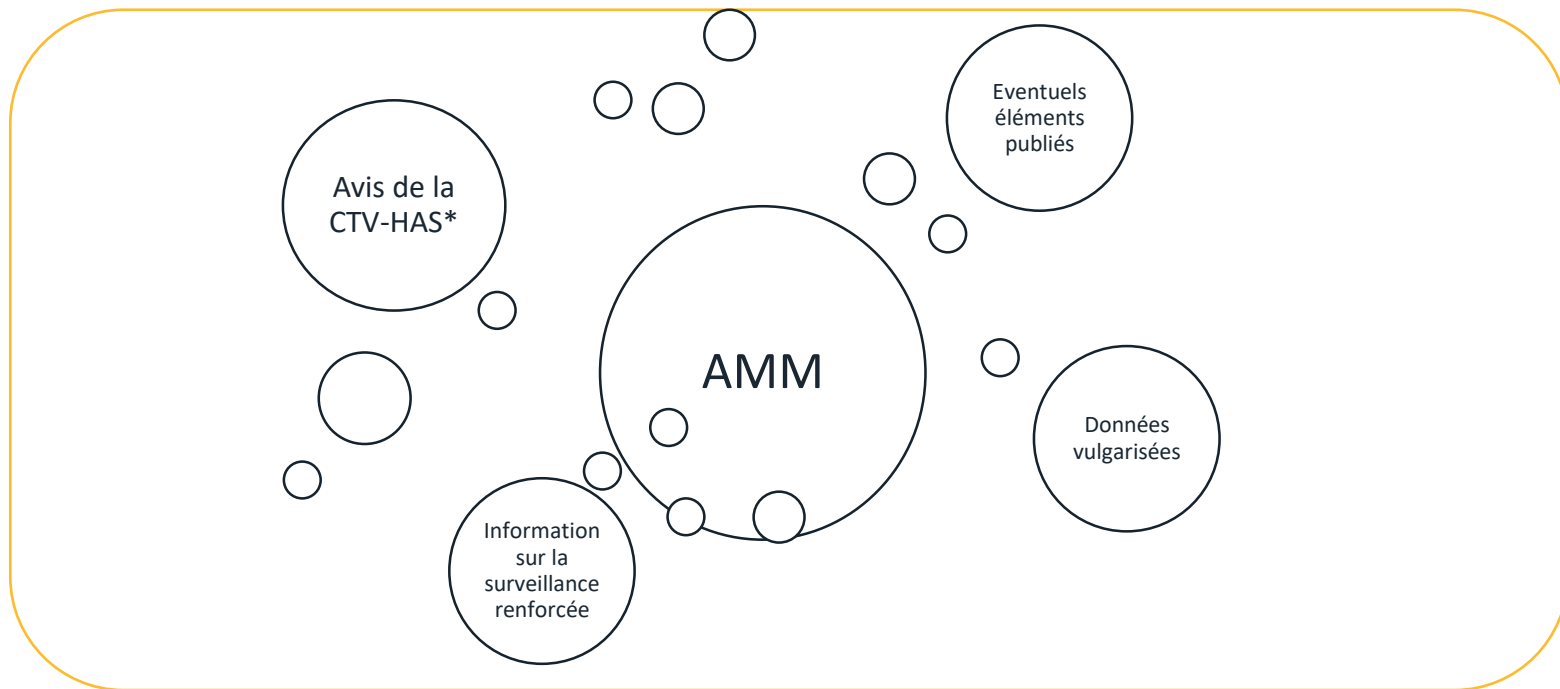 Eventuels
éléments
publiés
Avis de la
CTV-HAS*
AMM
Données
vulgarisées
Information
sur la
surveillance
renforcée